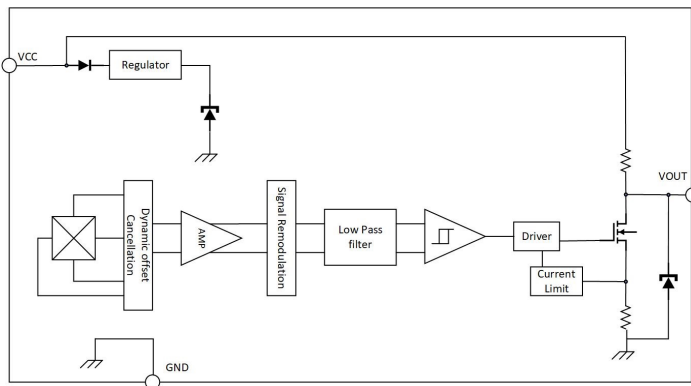 VCC
Regulator
VOUT
Dynamic offset
Cancellation
AMP
Signal Remodulation
Low Pass
filter
Driver
Current
Limit
GND